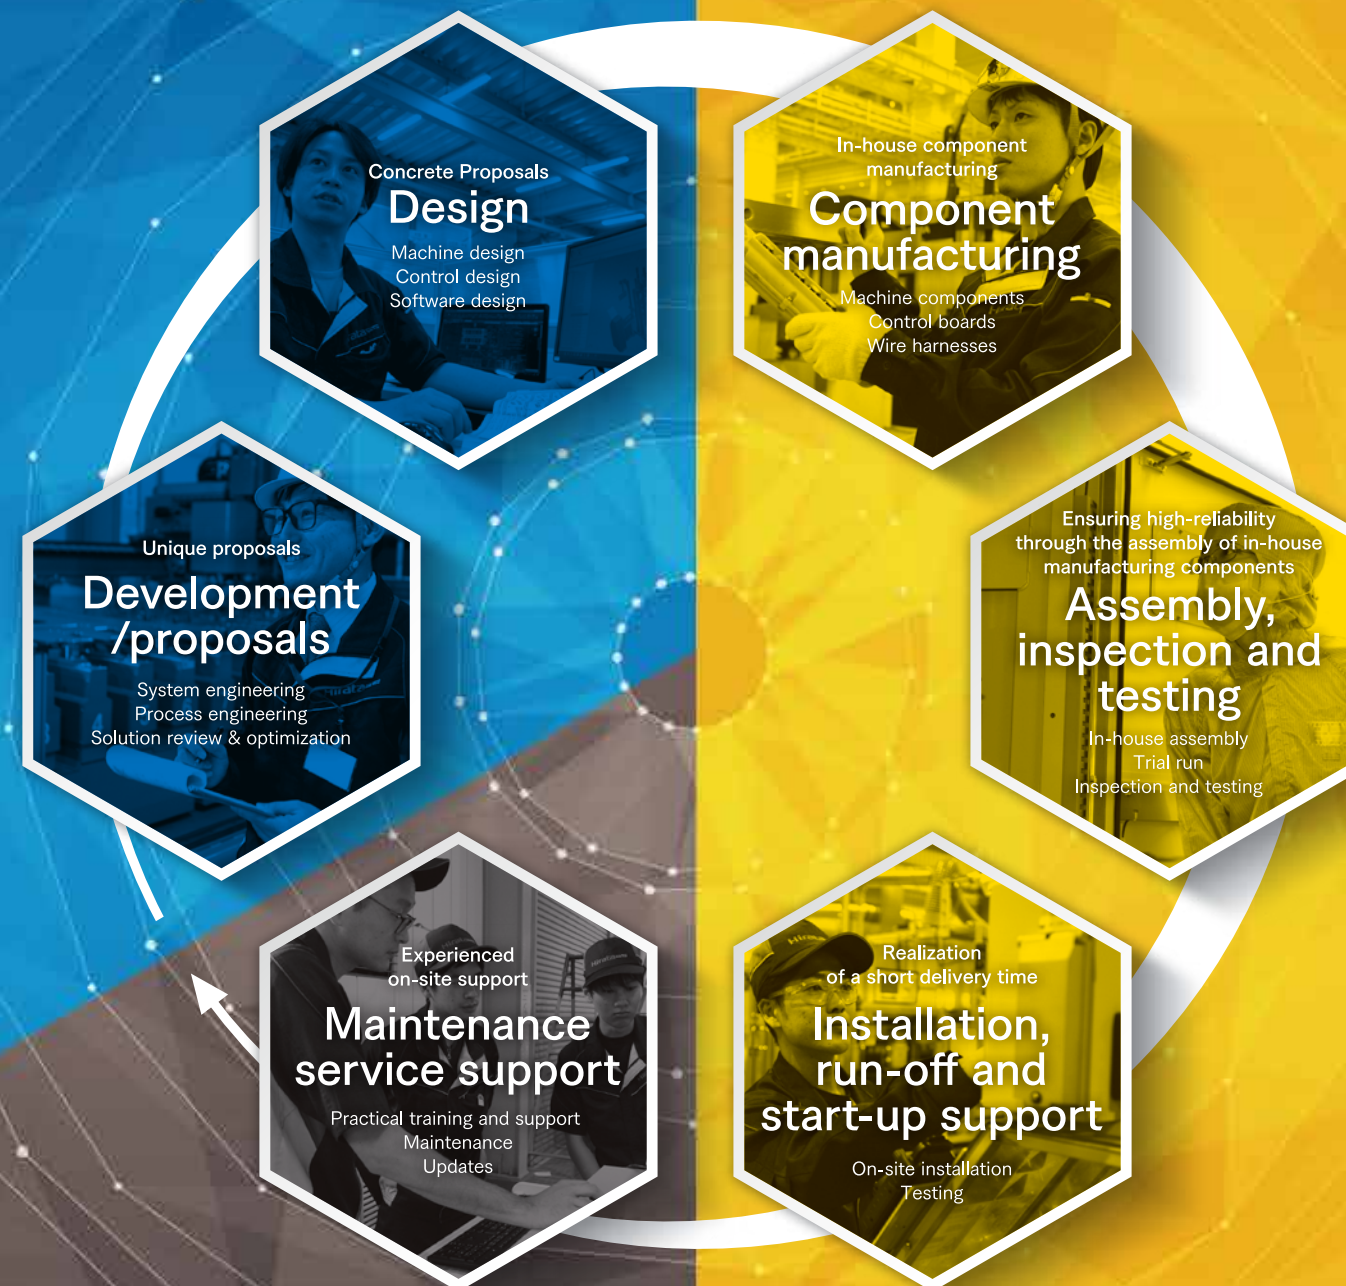 Concrete Proposals
Design
Machine design
Control design
Software design
In-house component
manufacturing
Component
manufacturing
Machine components
Control boards
Wire harnesses
Unique proposals
Development
/proposals
System engineering
Process engineering
Solution review & optimization
Ensuring high-reliability
through the assembly of in-house
manufacturing components
Assembly,
inspection and
testing
In-house assembly
Trial run
Inspection and testing
Experienced
on-site support
Maintenance
service support
Practical training and support
Maintenance
Updates
Realization
of a short delivery time
Installation,
run-off and
start-up support
On-site installation
Testing